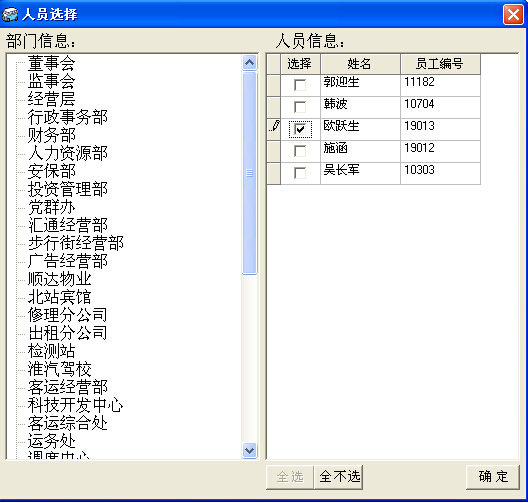 人员选择
部门信息：
董事会
监事会
经营层
行政事务部
财务部
人力资源部
安保部
投资管理部
党群办
汇通经营部
步行街经营部
广告经营部
顺达物业
北站宾馆
修理分公司
出租分公司
检测站
淮汽驾校
客运经营部
科技开发中心
客运综合处
运务处
调度中心
人员信息：
选择 姓名 员工编号
郭迎生 11182
韩波 10704
欧跃生 19013
施涵 19012
吴长军 10303
全选 全不选 确定